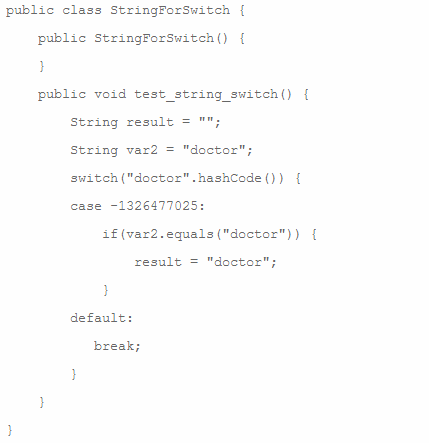 public class StringForSwitch {
    public StringForSwitch() {
    }
    public void test_string_switch() {
        String result = "";
        String var2 = "doctor";
        switch("doctor".hashCode()) {
        case -1326477025:
            if(var2.equals("doctor")) {
                result = "doctor";
            }
        default:
           break;
        }
    }
}